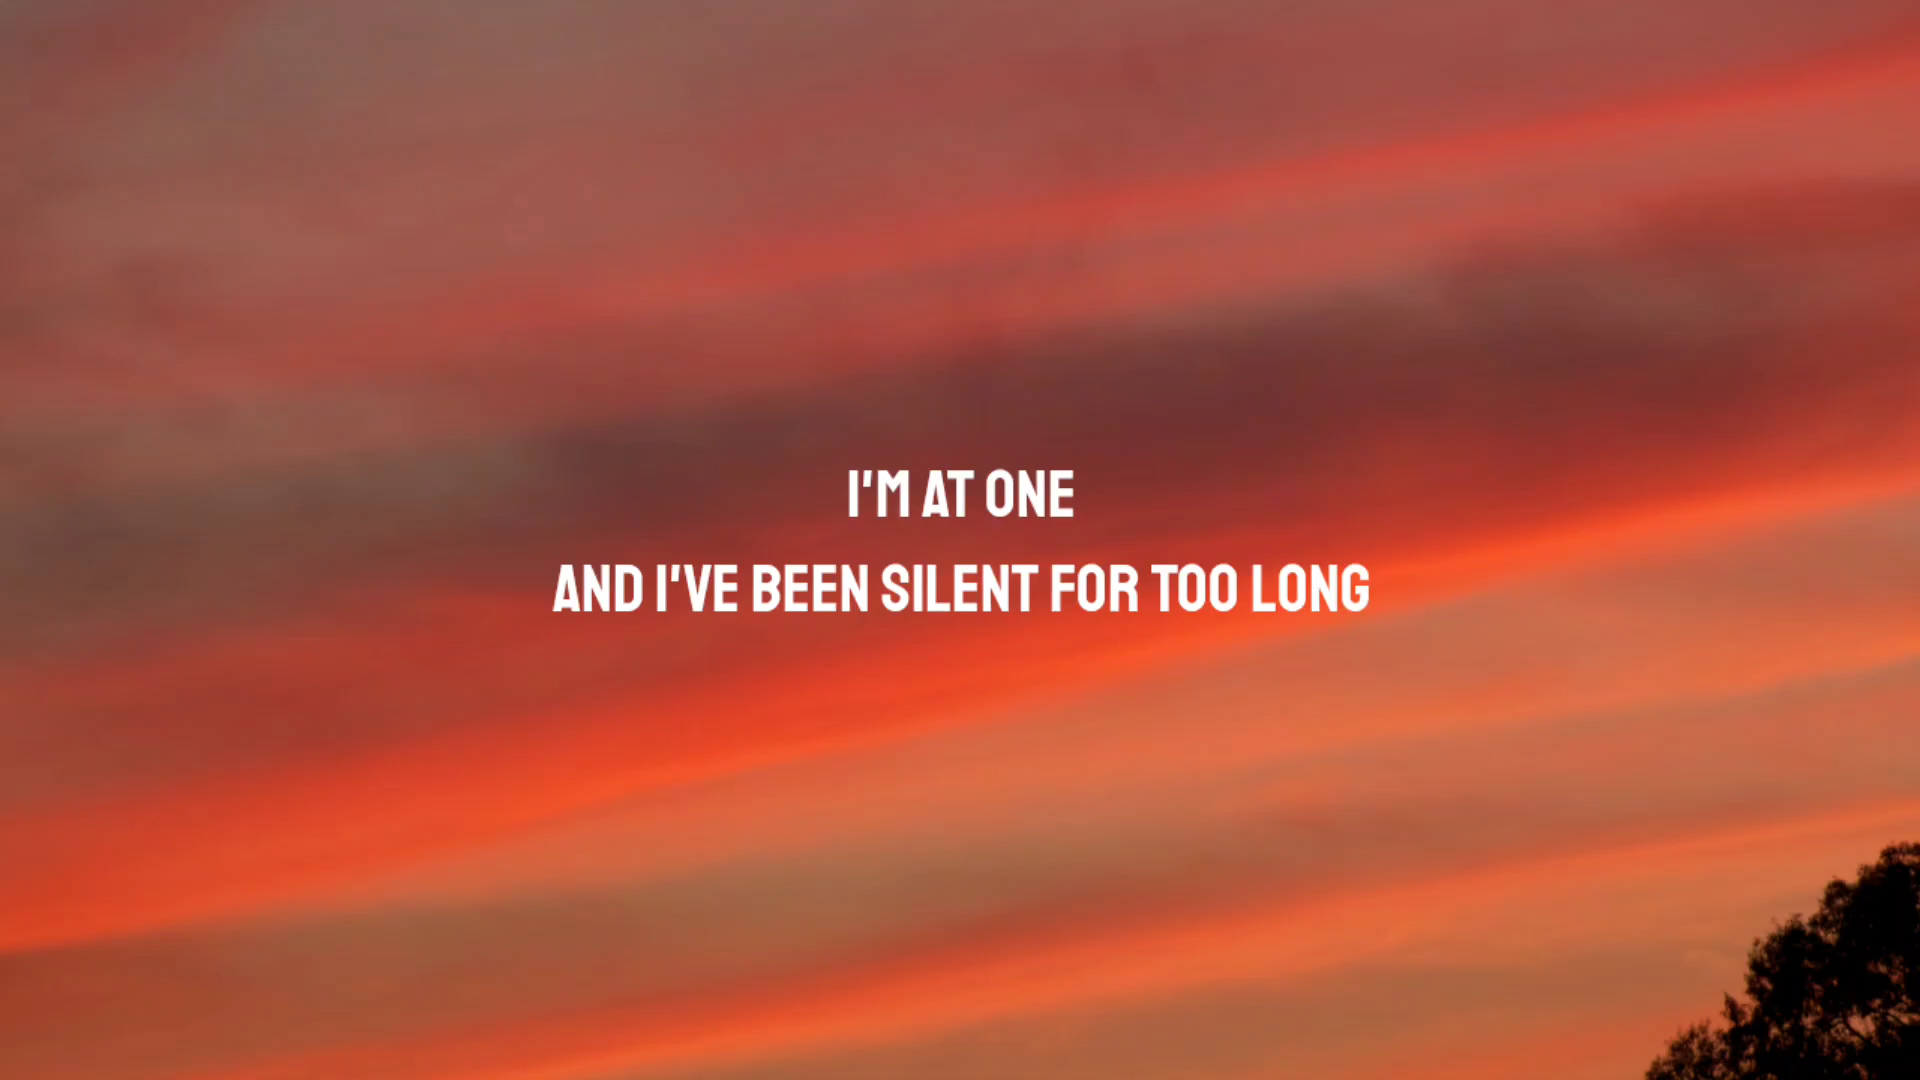 I'M AT ONE
AND I'VE BEEN SILENT FOR TOO LONG